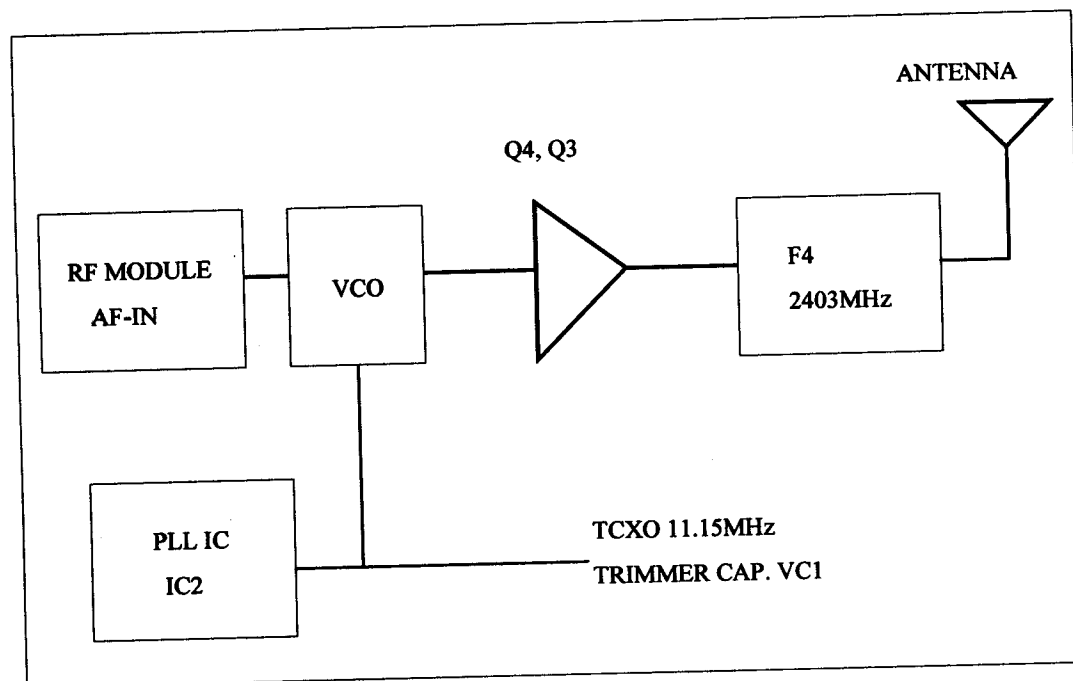 ANTENNA
Q4, Q3
RF MODULE
AF-IN
VCO
F4
2403MHz
PLL IC
IC2
TCXO 11.15MHz
TRIMMER CAP. VC1